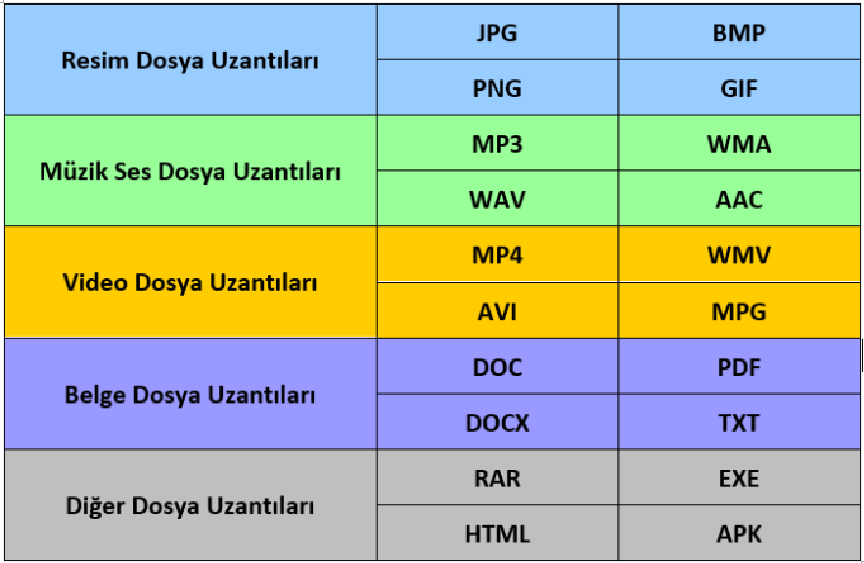 Resim Dosya Uzantıları
JPG BMP
PNG GIF
Müzik Ses Dosya Uzantıları
MP3 WMA
WAV AAC
Video Dosya Uzantıları
MP4 WMV
AVI MPG
Belge Dosya Uzantıları
DOC PDF
DOCX TXT
Diğer Dosya Uzantıları
RAR EXE
HTML APK